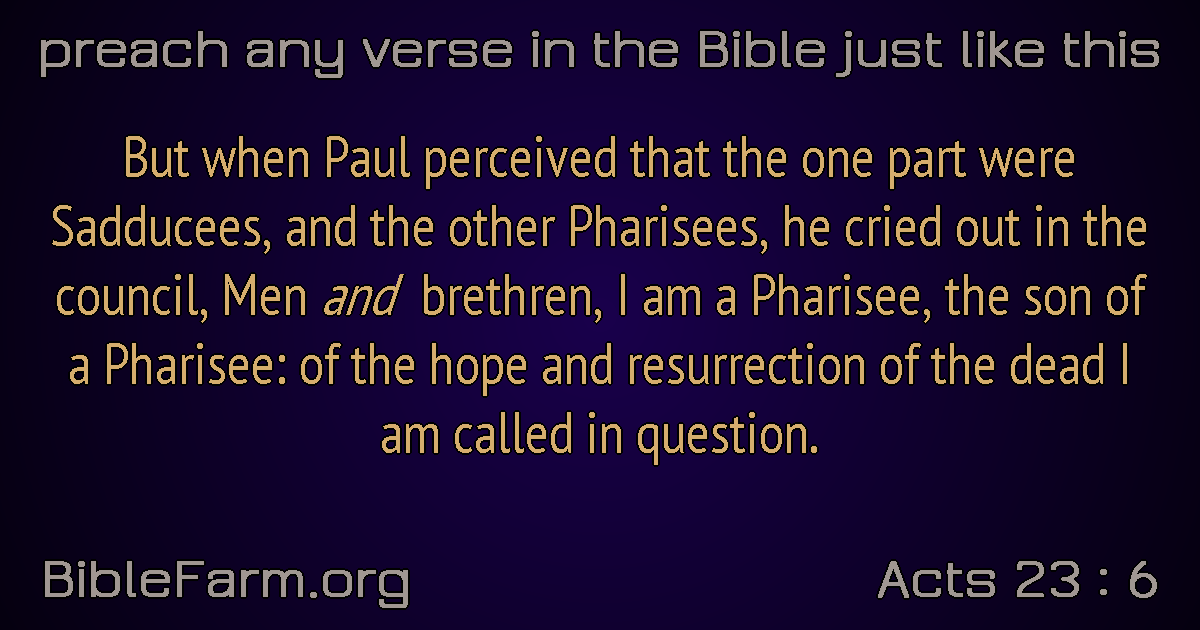 preach any verse in the Bible just like this
But when Paul perceived that the one part were
Sadducees, and the other Pharisees, he cried out in the
council, Men and brethren, I am a Pharisee, the son of
a Pharisee: of the hope and resurrection of the dead I
am called in question.
BibleFarm.org
Acts 23 : 6